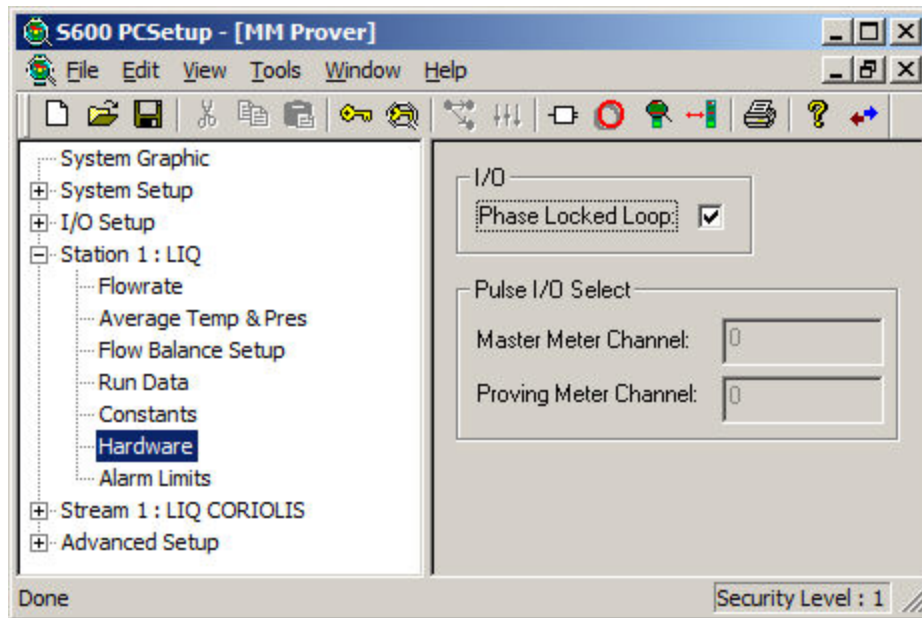 S600 PCSetup - [MM Prover]
File Edit View Tools Window Help
System Graphic
System Setup
I/O Setup
Station 1 : LIQ
Flowrate
Average Temp & Pres
Flow Balance Setup
Run Data
Constants
Hardware
Alarm Limits
Stream 1 : LIQ CORIOLIS
Advanced Setup
I/O
Phase Locked Loop:
Pulse I/O Select
Master Meter Channel: 0
Proving Meter Channel: 0
Done
Security Level : 1